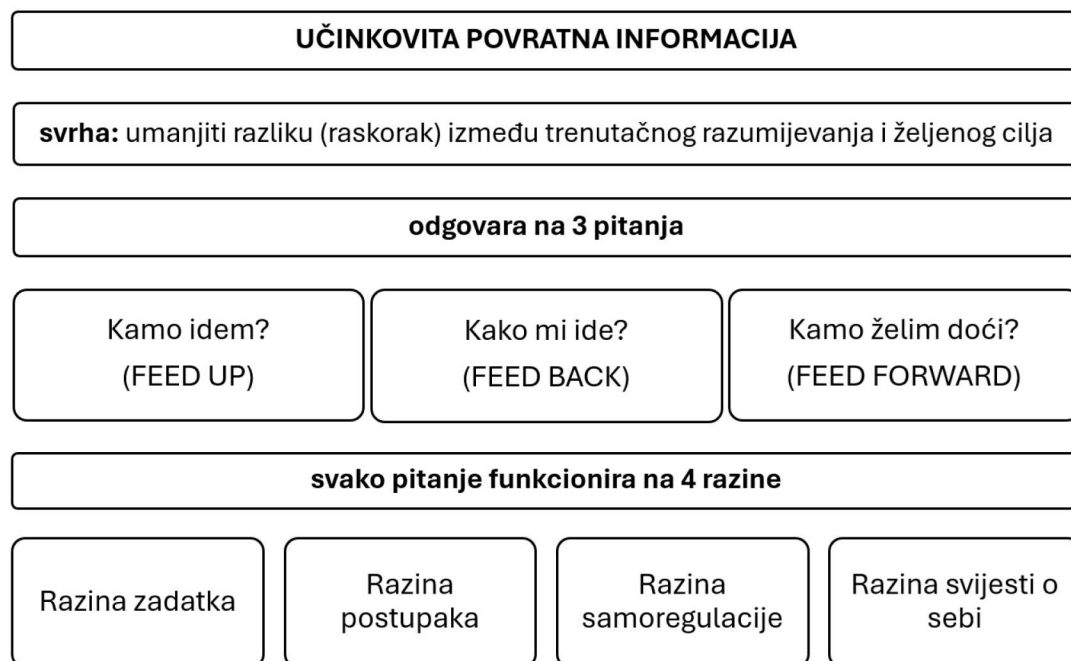 UČINKOVITA POVRATNA INFORMACIJA
svrha: umanjiti razliku (raskorak) između trenutačnog razumijevanja i željenog cilja
odgovara na 3 pitanja
Kamo idem?
(FEED UP)
Kako mi ide?
(FEED BACK)
Kamo želim doći?
(FEED FORWARD)
svako pitanje funkcionira na 4 razine
Razina zadatka
Razina
postupaka
Razina
samoregulacije
Razina svijesti o
sebi